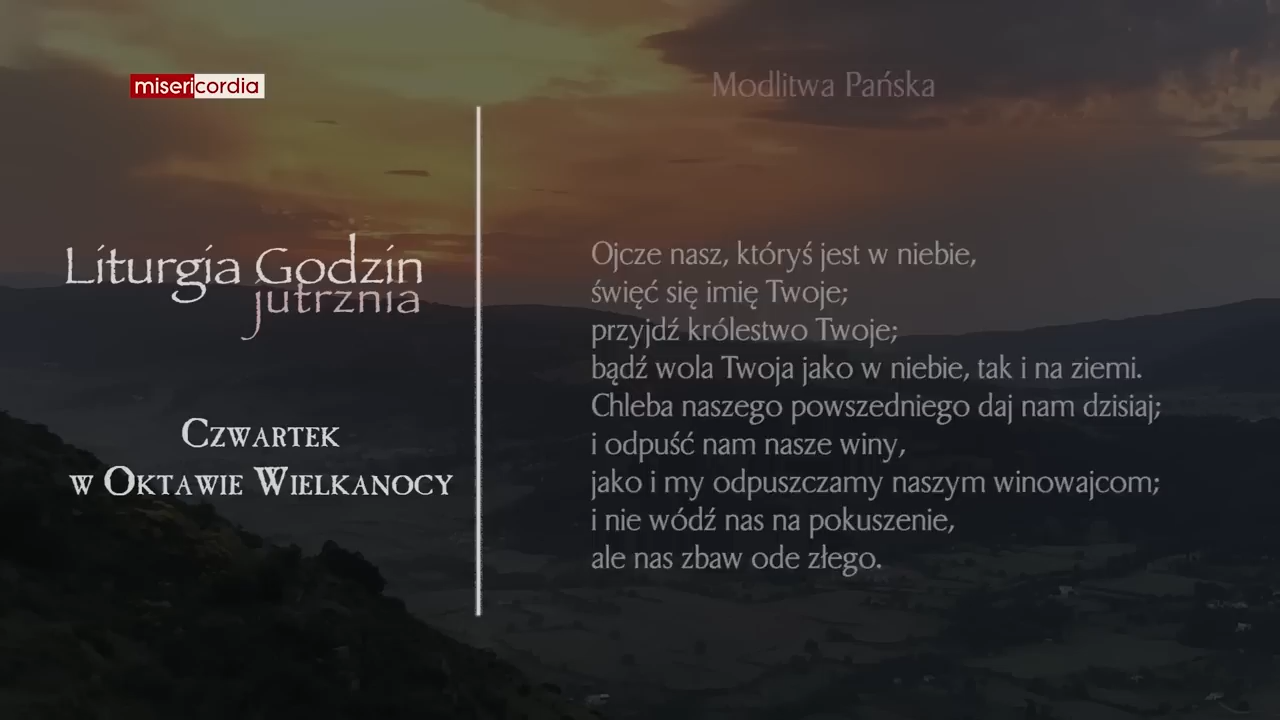 misericordia
Liturgia Godzin
jutrznia
Czwartek
w Oktawie Wielkanocy
Modlitwa Pańska
Ojcze nasz, któryś jest w niebie,
święć się imię Twoje;
przyjdź królestwo Twoje;
bądź wola Twoja jako w niebie, tak i na ziemi.
Chleba naszego powszedniego daj nam dzisiaj;
i odpuść nam nasze winy,
jako i my odpuszczamy naszym winowajcom;
i nie wódź nas na pokuszenie,
ale nas zbaw ode złego.